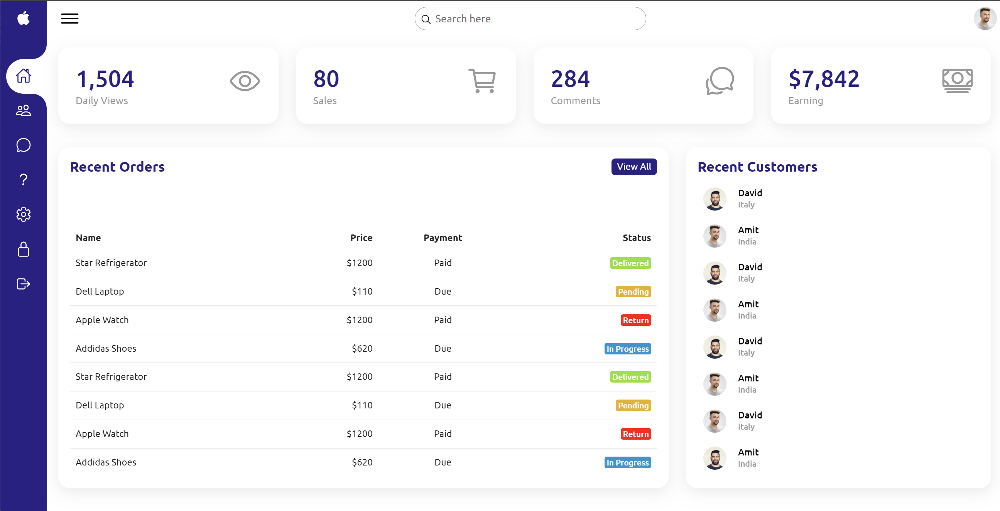 Search here
1,504
Daily Views
80
Sales
284
Comments
$7,842
Earning
Recent Orders
View All
Name Price Payment Status
Star Refrigerator $1200 Paid Delivered
Dell Laptop $110 Due Pending
Apple Watch $1200 Paid Return
Addidas Shoes $620 Due In Progress
Star Refrigerator $1200 Paid Delivered
Dell Laptop $110 Due Pending
Apple Watch $1200 Paid Return
Addidas Shoes $620 Due In Progress
Recent Customers
David
Italy
Amit
India
David
Italy
Amit
India
David
Italy
Amit
India
David
Italy
Amit
India